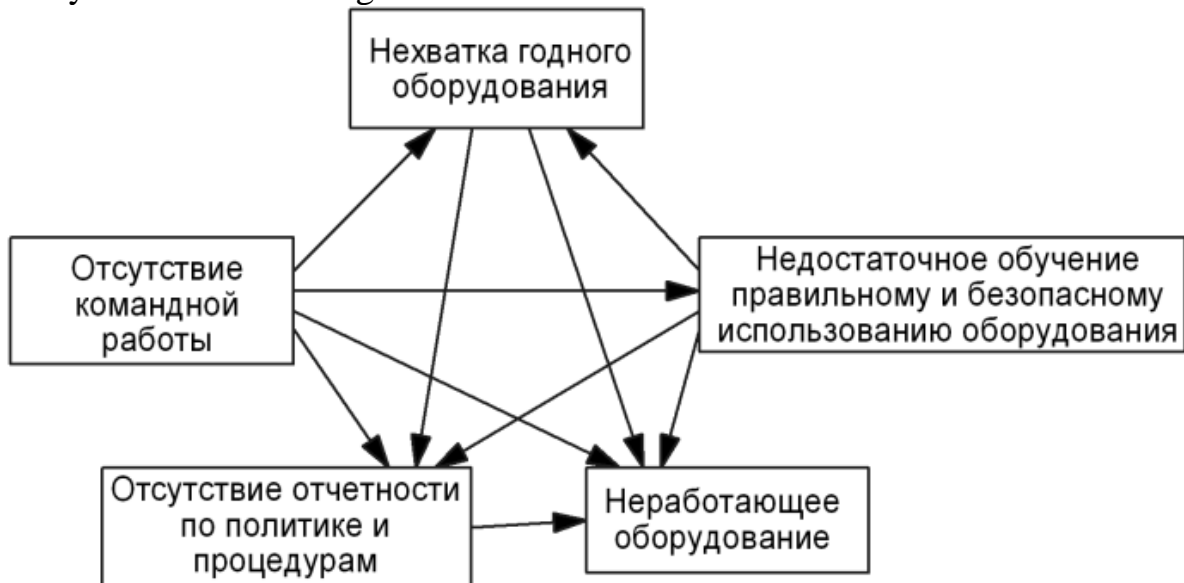 Нехватка годного
оборудования
Отсутствие
командной
работы
Недостаточное обучение
правильному и безопасному
использованию оборудования
Отсутствие отчетности
по политике и
процедурам
Неработающее
оборудование